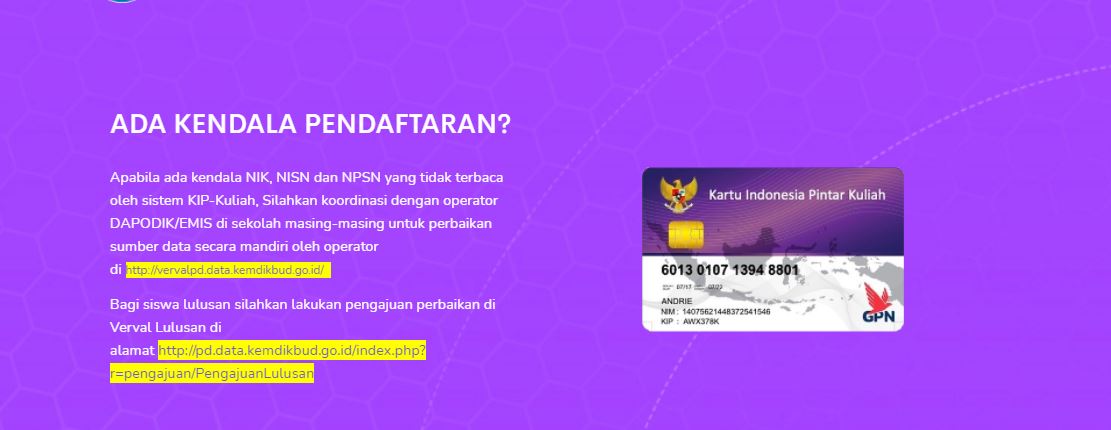 ADA KENDALA PENDAFTARAN?
Apabila ada kendala NIK, NISN dan NPSN yang tidak terbaca
oleh sistem KIP-Kuliah, Silahkan koordinasi dengan operator
DAPODIK/EMIS di sekolah masing-masing untuk perbaikan
sumber data secara mandiri oleh operator
di http://vervalpd.data.kemdikbud.go.id/
Bagi siswa lulusan silahkan lakukan pengajuan perbaikan di
Verval Lulusan di
alamat http://pd.data.kemdikbud.go.id/index.php?
r=pengajuan/PengajuanLulusan
Kartu Indonesia Pintar Kuliah
6013 0107 1394 8801
07/17 07/22
ANDRIE
NIM : 14075621448372541546
KIP : AWX378K
GPN